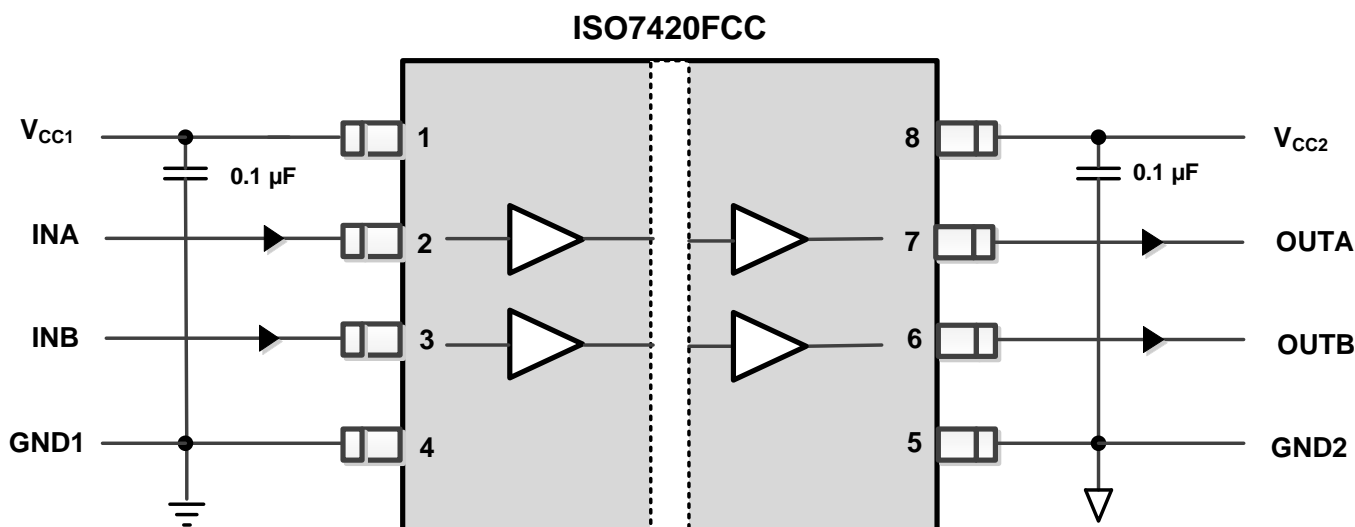 ISO7420FCC
VCC1 1 8 VCC2
0.1 µF 0.1 µF
INA 2 7 OUTA
INB 3 6 OUTB
GND1 4 5 GND2